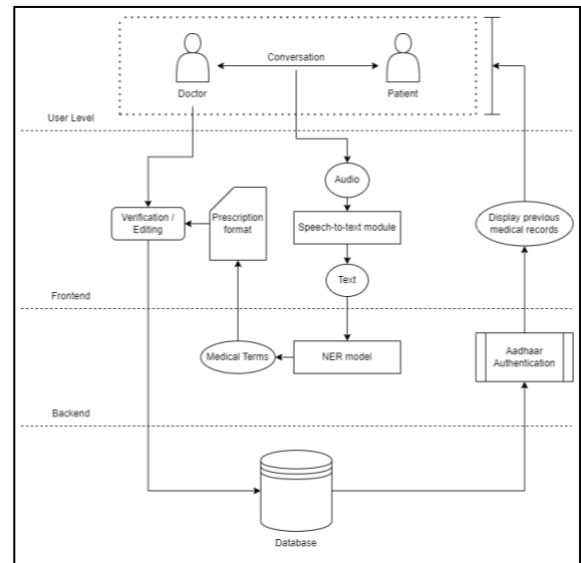 Conversation
Doctor
Patient
User Level
Audio
Verification /
Editing
Prescription
format
Speech-to-text module
Display previous
medical records
Text
Frontend
Medical Terms
NER model
Aadhaar
Authentication
Backend
Database